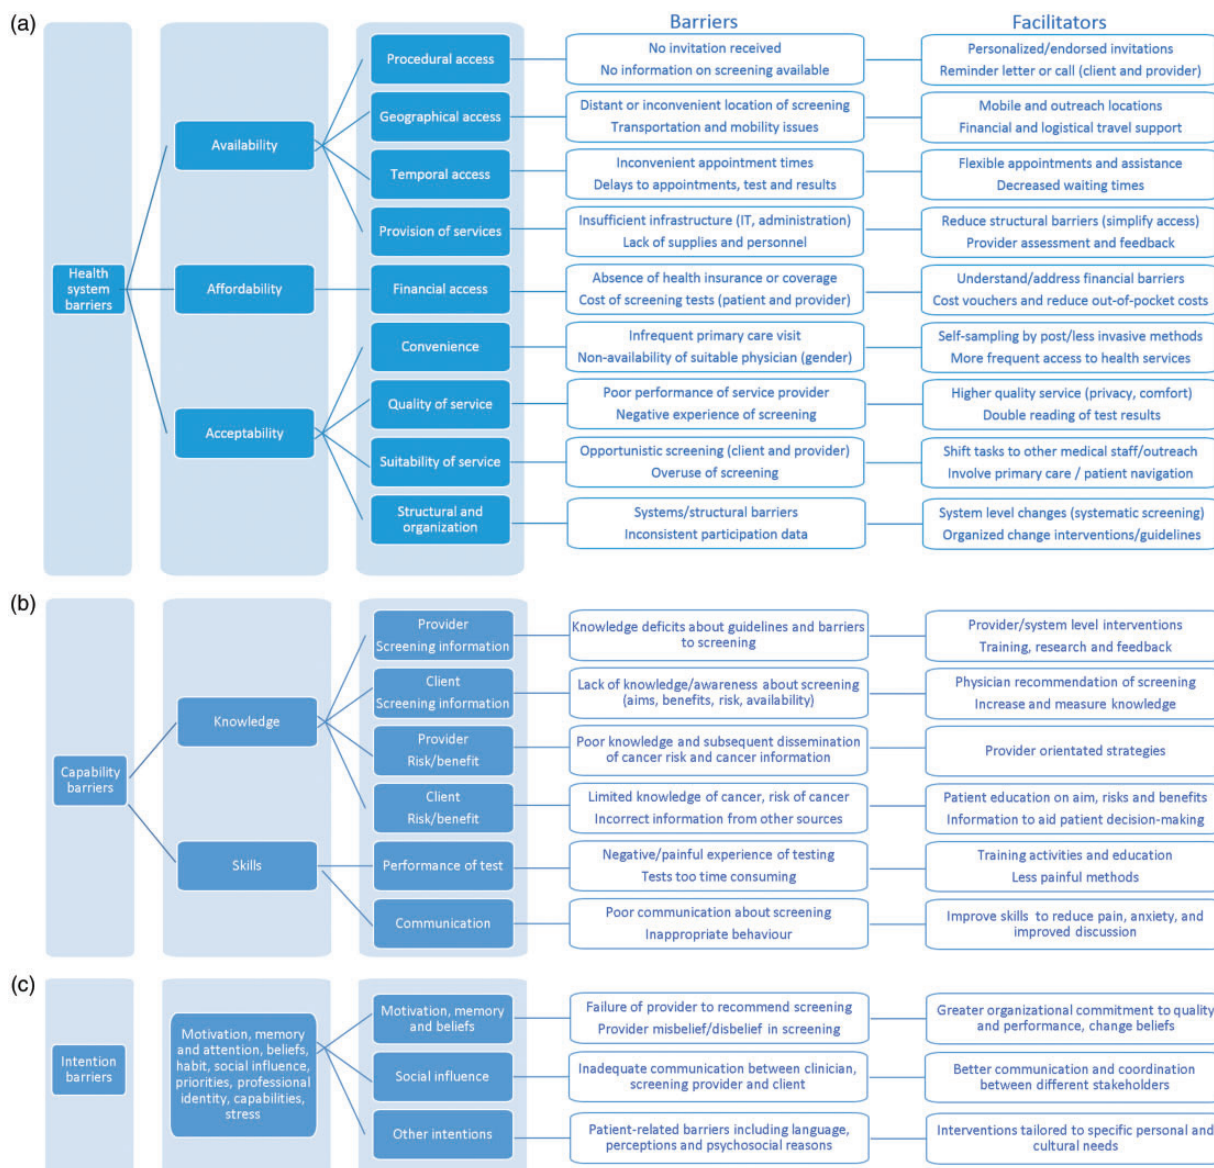 (a)
Barriers
Facilitators
Health
system
barriers
Availability
Procedural access
No invitation received
No information on screening available
Personalized/endorsed invitations
Reminder letter or call (client and provider)
Geographical access
Distant or inconvenient location of screening
Transportation and mobility issues
Mobile and outreach locations
Financial and logistical travel support
Temporal access
Inconvenient appointment times
Delays to appointments, test and results
Flexible appointments and assistance
Decreased waiting times
Provision of services
Insufficient infrastructure (IT, administration)
Lack of supplies and personnel
Reduce structural barriers (simplify access)
Provider assessment and feedback
Affordability
Financial access
Absence of health insurance or coverage
Cost of screening tests (patient and provider)
Understand/address financial barriers
Cost vouchers and reduce out-of-pocket costs
Acceptability
Convenience
Infrequent primary care visit
Non-availability of suitable physician (gender)
Self-sampling by post/less invasive methods
More frequent access to health services
Quality of service
Poor performance of service provider
Negative experience of screening
Higher quality service (privacy, comfort)
Double reading of test results
Suitability of service
Opportunistic screening (client and provider)
Overuse of screening
Shift tasks to other medical staff/outreach
Involve primary care / patient navigation
Structural and
organization
Systems/structural barriers
Inconsistent participation data
System level changes (systematic screening)
Organized change interventions/guidelines
(b)
Capability
barriers
Knowledge
Provider
Screening information
Knowledge deficits about guidelines and barriers
to screening
Provider/system level interventions
Training, research and feedback
Client
Screening information
Lack of knowledge/awareness about screening
(aims, benefits, risk, availability)
Physician recommendation of screening
Increase and measure knowledge
Provider
Risk/benefit
Poor knowledge and subsequent dissemination
of cancer risk and cancer information
Provider orientated strategies
Client
Risk/benefit
Limited knowledge of cancer, risk of cancer
Incorrect information from other sources
Patient education on aim, risks and benefits
Information to aid patient decision-making
Skills
Performance of test
Negative/painful experience of testing
Tests too time consuming
Training activities and education
Less painful methods
Communication
Poor communication about screening
Inappropriate behaviour
Improve skills to reduce pain, anxiety, and
improved discussion
(c)
Intention
barriers
Motivation, memory
and attention, beliefs,
habit, social influence,
priorities, professional
identity, capabilities,
stress
Motivation, memory
and beliefs
Failure of provider to recommend screening
Provider misbelief/disbelief in screening
Greater organizational commitment to quality
and performance, change beliefs
Social influence
Inadequate communication between clinician,
screening provider and client
Better communication and coordination
between different stakeholders
Other intentions
Patient-related barriers including language,
perceptions and psychosocial reasons
Interventions tailored to specific personal and
cultural needs